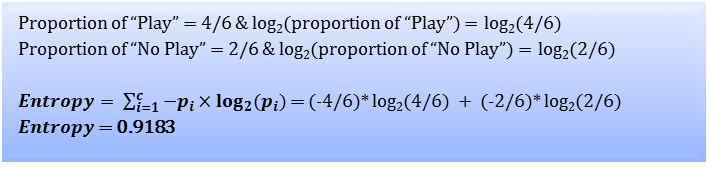 Proportion of “Play” = 4/6 & log₂(proportion of “Play”) = log₂(4/6)
Proportion of “No Play” = 2/6 & log₂(proportion of “No Play”) = log₂(2/6)
Entropy = ∑ᶜᵢ₌₁ −pᵢ × log₂(pᵢ) = (-4/6)*log₂(4/6) + (-2/6)*log₂(2/6)
Entropy = 0.9183